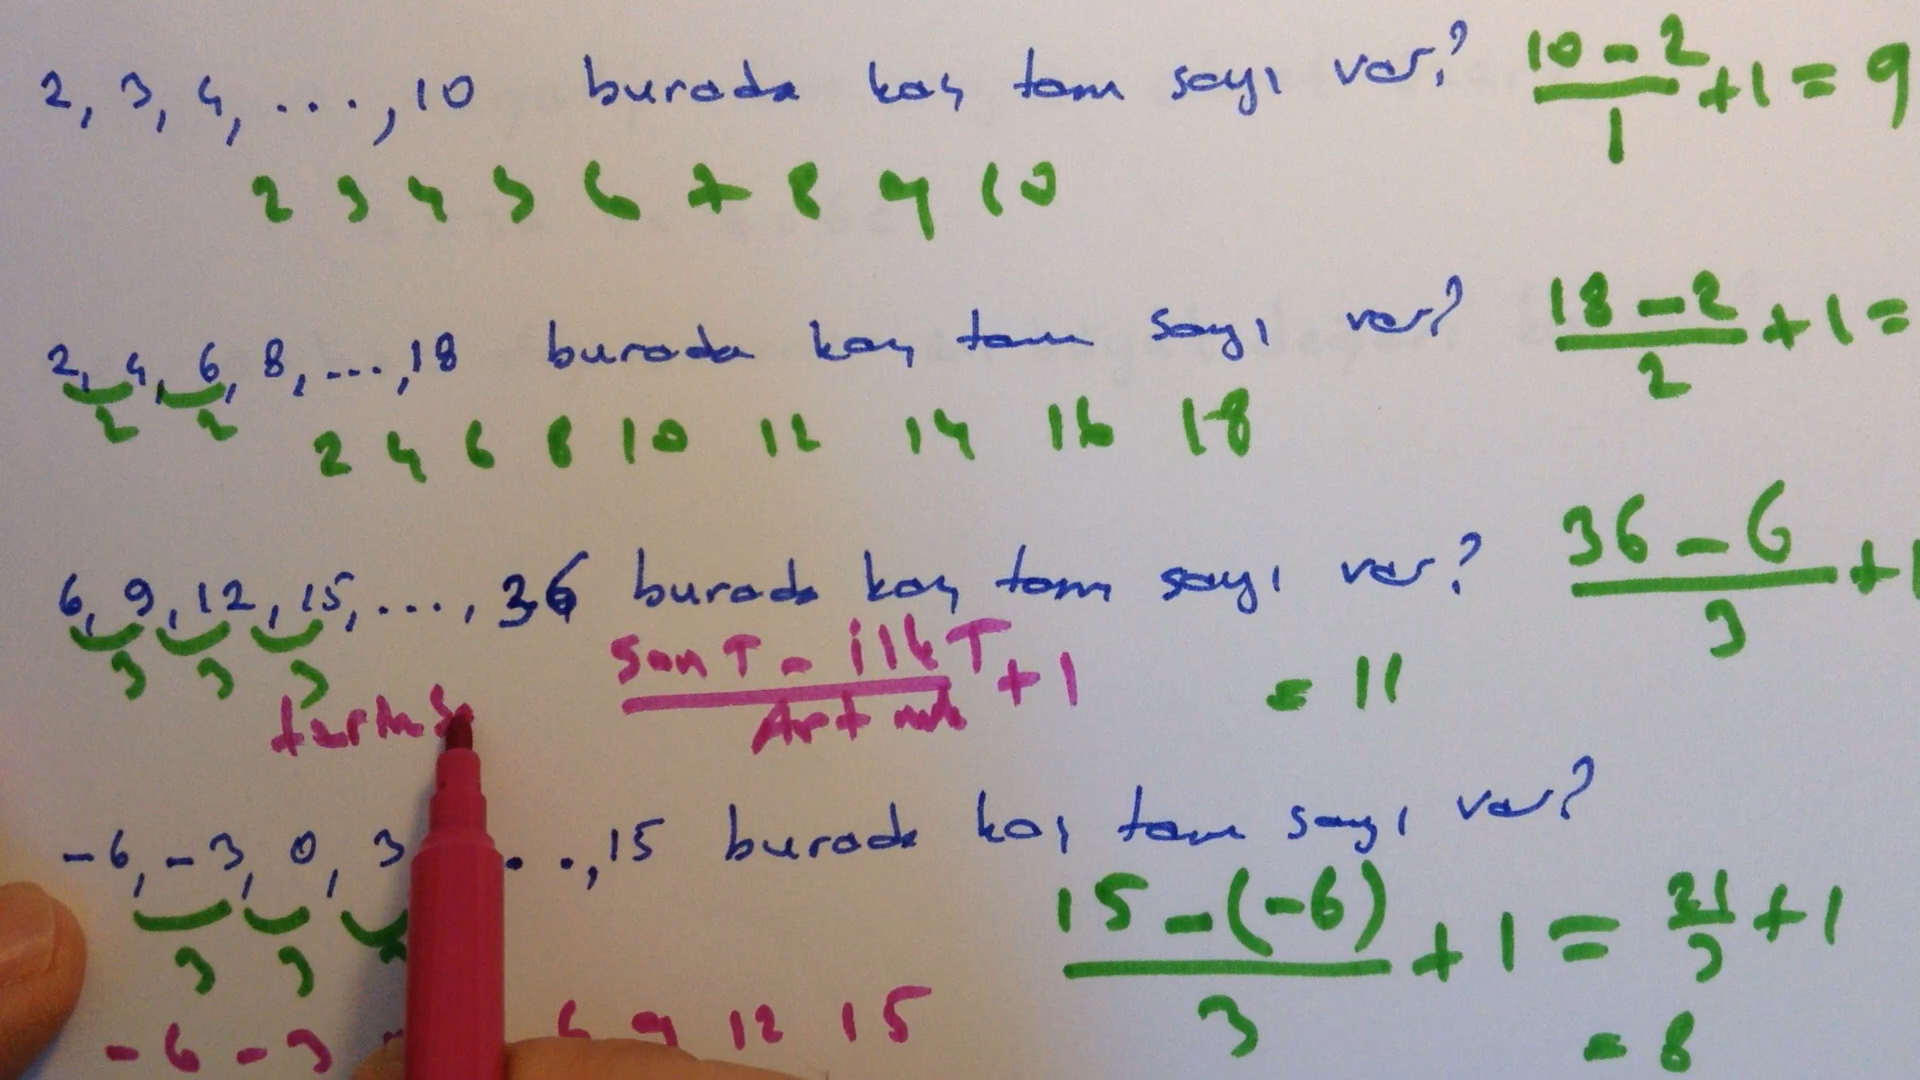 2, 3, 4, ..., 10 burada kaç tam sayı var? 10 - 2 / 1 + 1 = 9
2 3 4 5 6 7 8 9 10
2, 4, 6, 8, ..., 18 burada kaç tam sayı var? 18 - 2 / 2 + 1 =
2 2
2 4 6 8 10 12 14 16 18
6, 9, 12, 15, ..., 36 burada kaç tam sayı var? 36 - 6 / 3 + 1
3 3 3
son T - ilk T / Art mik + 1 = 11
-6, -3, 0, 3 ..., 15 burada kaç tam sayı var?
3 3
15 - (-6) / 3 + 1 = 21 / 3 + 1
-6 -3 6 9 12 15
= 8